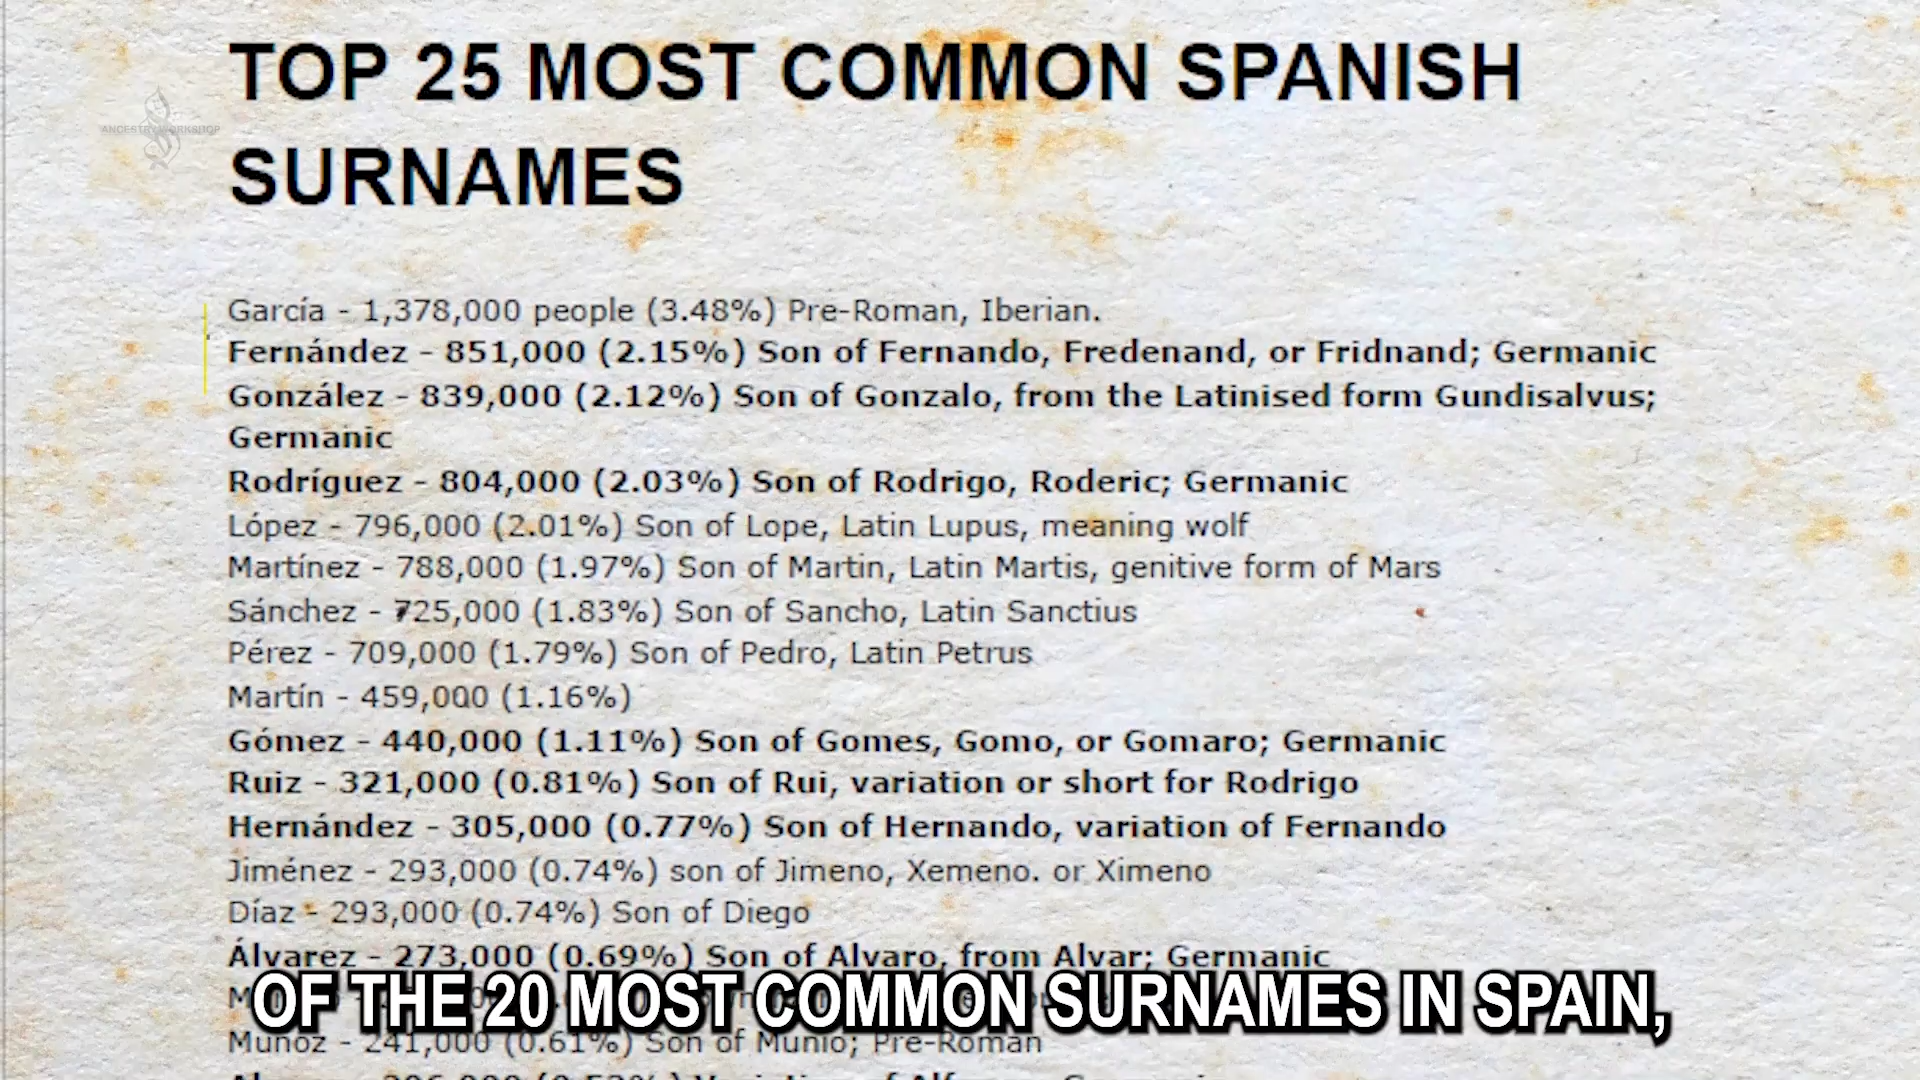 TOP 25 MOST COMMON SPANISH
SURNAMES
ANCESTRY WORKSHOP
García - 1,378,000 people (3.48%) Pre-Roman, Iberian.
Fernández - 851,000 (2.15%) Son of Fernando, Fredenand, or Fridnand; Germanic
González - 839,000 (2.12%) Son of Gonzalo, from the Latinised form Gundisalvus;
Germanic
Rodríguez - 804,000 (2.03%) Son of Rodrigo, Roderic; Germanic
López - 796,000 (2.01%) Son of Lope, Latin Lupus, meaning wolf
Martínez - 788,000 (1.97%) Son of Martin, Latin Martis, genitive form of Mars
Sánchez - 725,000 (1.83%) Son of Sancho, Latin Sanctius
Pérez - 709,000 (1.79%) Son of Pedro, Latin Petrus
Martín - 459,000 (1.16%)
Gómez - 440,000 (1.11%) Son of Gomes, Gomo, or Gomaro; Germanic
Ruiz - 321,000 (0.81%) Son of Rui, variation or short for Rodrigo
Hernández - 305,000 (0.77%) Son of Hernando, variation of Fernando
Jiménez - 293,000 (0.74%) son of Jimeno, Xemeno. or Ximeno
Díaz - 293,000 (0.74%) Son of Diego
Álvarez - 273,000 (0.69%) Son of Alvaro, from Alvar; Germanic
OF THE 20 MOST COMMON SURNAMES IN SPAIN,
Muñoz - 241,000 (0.61%) Son of Munio; Pre-Roman